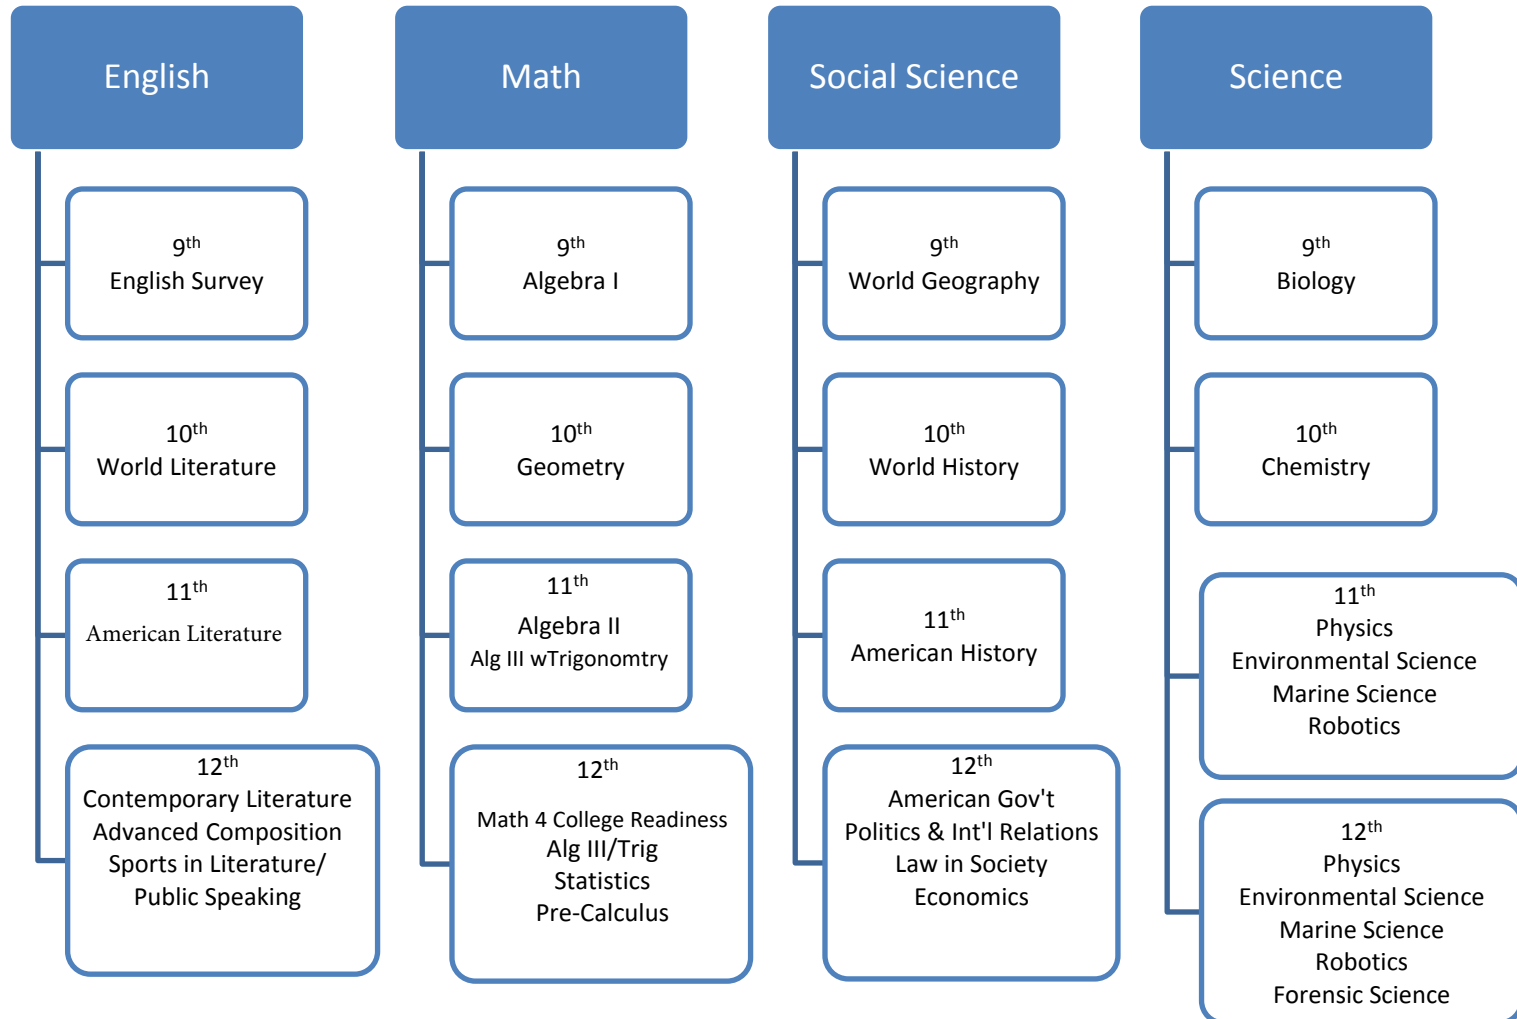 English
9th
English Survey
10th
World Literature
11th
American Literature
12th
Contemporary Literature
Advanced Composition
Sports in Literature/
Public Speaking
Math
9th
Algebra I
10th
Geometry
11th
Algebra II
Alg III wTrigonomtry
12th
Math 4 College Readiness
Alg III/Trig
Statistics
Pre-Calculus
Social Science
9th
World Geography
10th
World History
11th
American History
12th
American Gov't
Politics & Int'l Relations
Law in Society
Economics
Science
9th
Biology
10th
Chemistry
11th
Physics
Environmental Science
Marine Science
Robotics
12th
Physics
Environmental Science
Marine Science
Robotics
Forensic Science